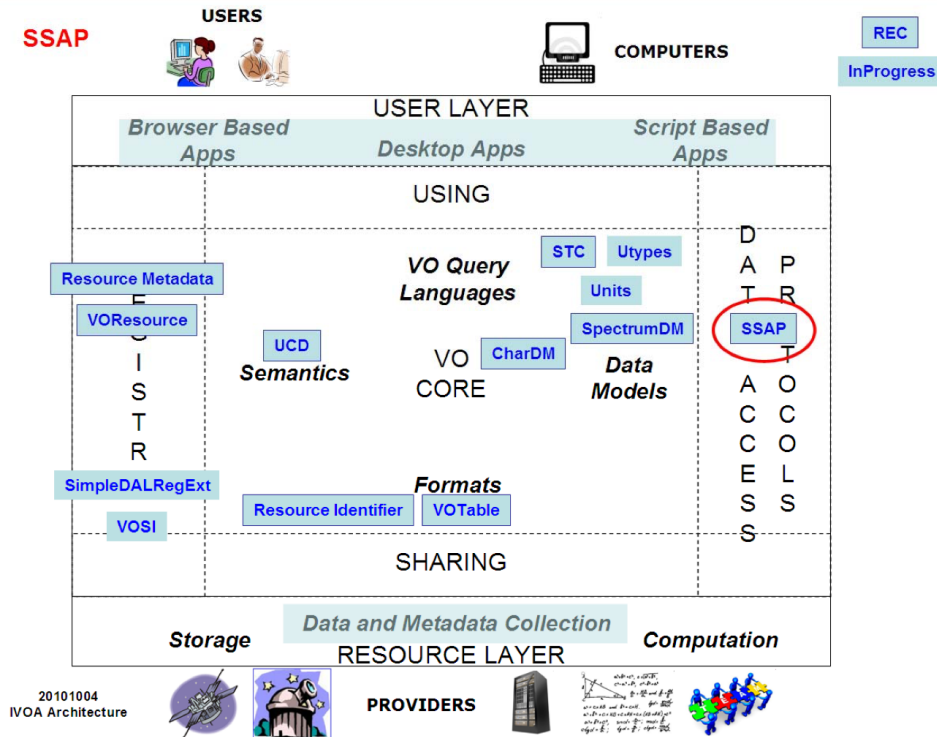 SSAP
USERS
COMPUTERS
REC
InProgress
USER LAYER
Browser Based
Apps
Desktop Apps
Script Based
Apps
USING
Resource Metadata
VOResource
E
G
I
S
T
R
SimpleDALRegExt
VOSI
UCD
Semantics
VO Query
Languages
STC
Utypes
Units
SpectrumDM
CharDM
VO
CORE
Data
Models
Formats
Resource Identifier
VOTable
D
A
T
A
C
C
E
S
S
P
R
T
O
C
O
L
S
SSAP
SHARING
Storage
Data and Metadata Collection
Computation
RESOURCE LAYER
20101004
IVOA Architecture
PROVIDERS